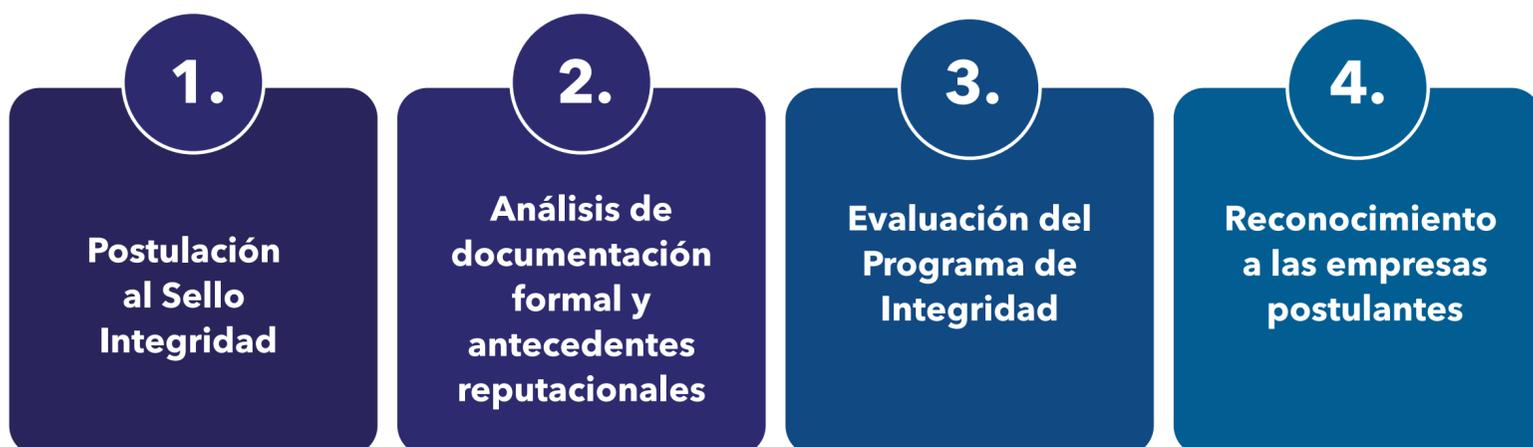 1.
Postulación
al Sello
Integridad
2.
Análisis de
documentación
formal y
antecedentes
reputacionales
3.
Evaluación del
Programa de
Integridad
4.
Reconocimiento
a las empresas
postulantes